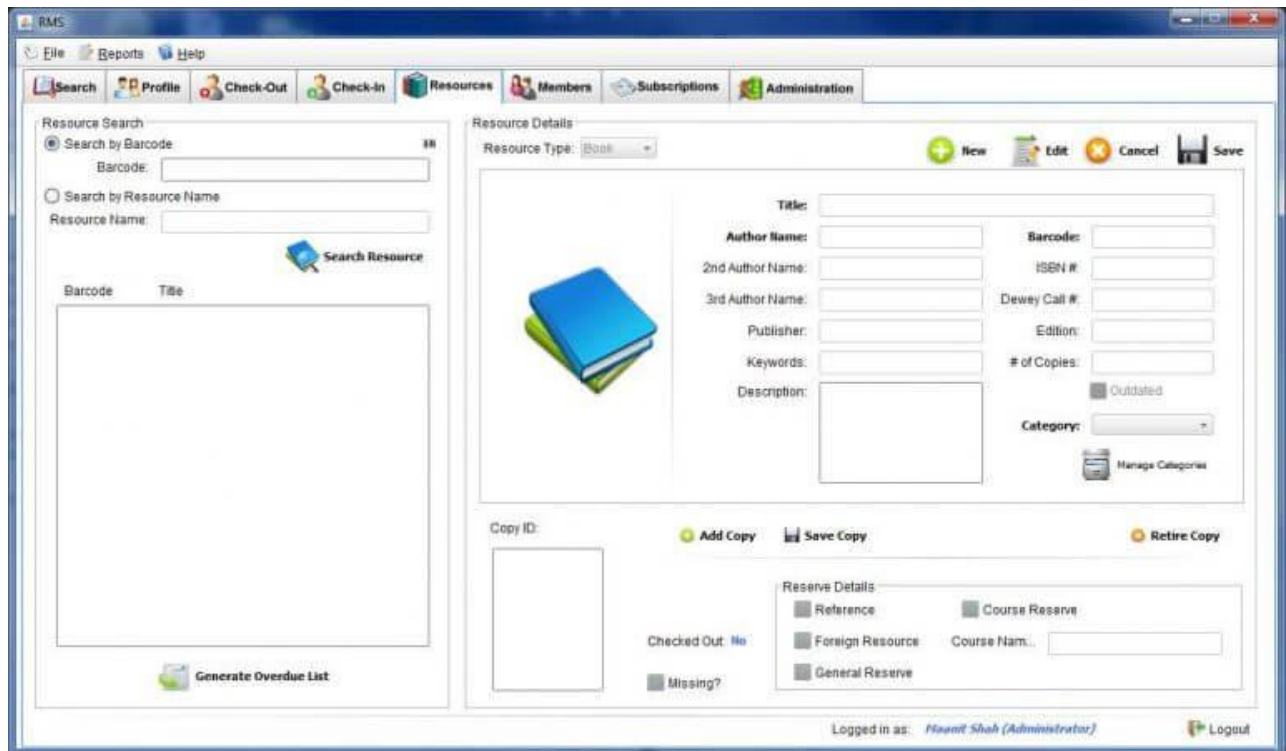 RMS
File Reports Help
Search Profile Check-Out Check-In Resources Members Subscriptions Administration
Resource Search
Search by Barcode
Barcode:
Search by Resource Name
Resource Name:
Search Resource
Barcode Title
Generate Overdue List
Resource Details
Resource Type: Book
New Edit Cancel Save
Title:
Author Name: Barcode:
2nd Author Name: ISBN #:
3rd Author Name: Dewey Call #:
Publisher: Edition:
Keywords: # of Copies:
Description: Outdated
Category:
Manage Categories
Copy ID:
Add Copy Save Copy Retire Copy
Reserve Details
Reference Course Reserve
Checked Out: No Foreign Resource Course Nam...
Missing? General Reserve
Logged in as: Maanit Shah (Administrator) Logout